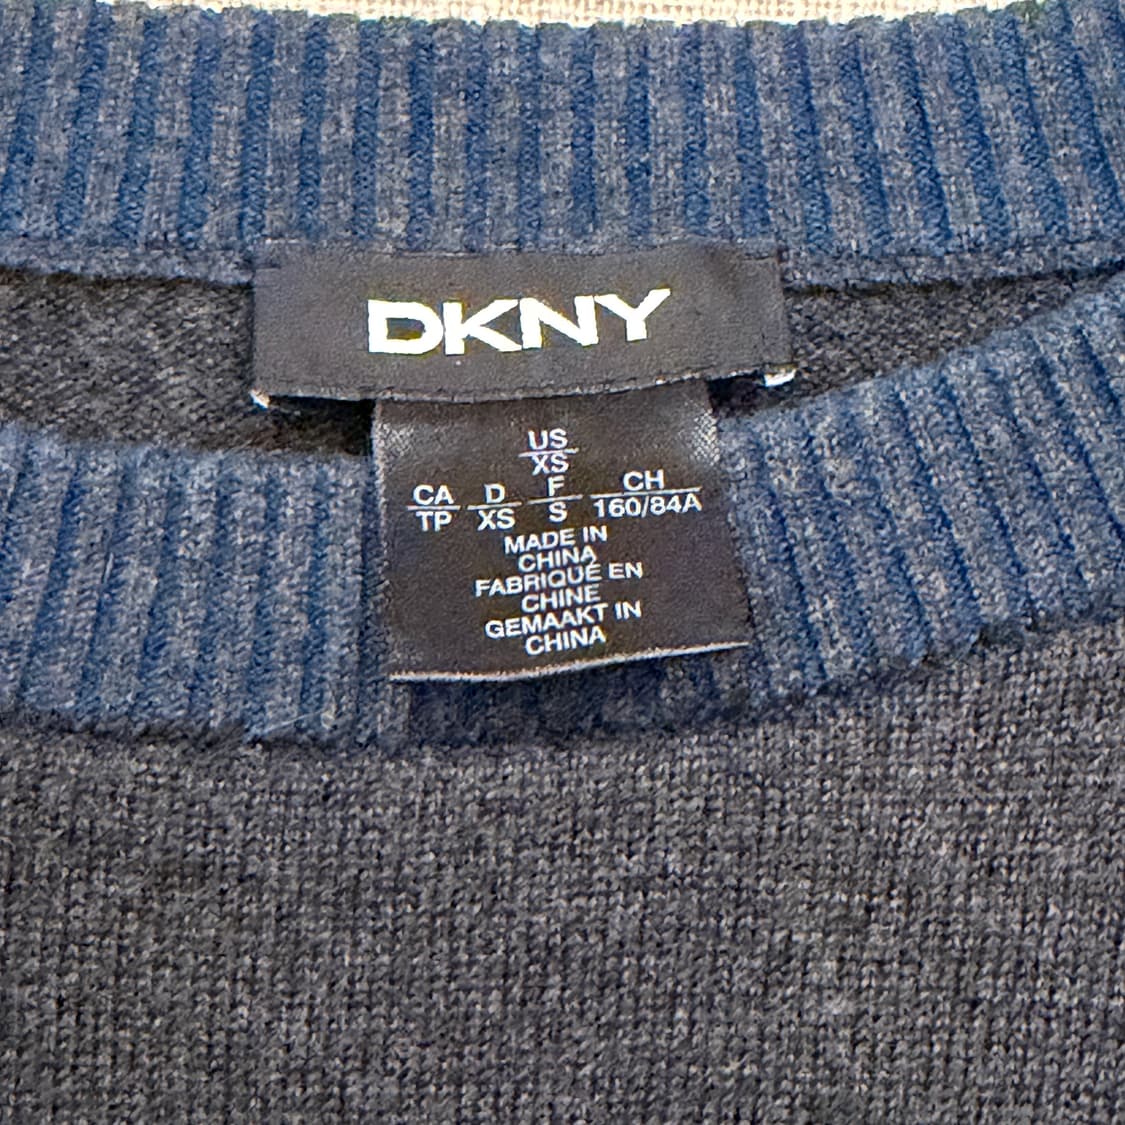 DKNY
US
XS
CA D F CH
TP XS S 160/84A
MADE IN
CHINA
FABRIQUÉ EN
CHINE
GEMAAKT IN
CHINA